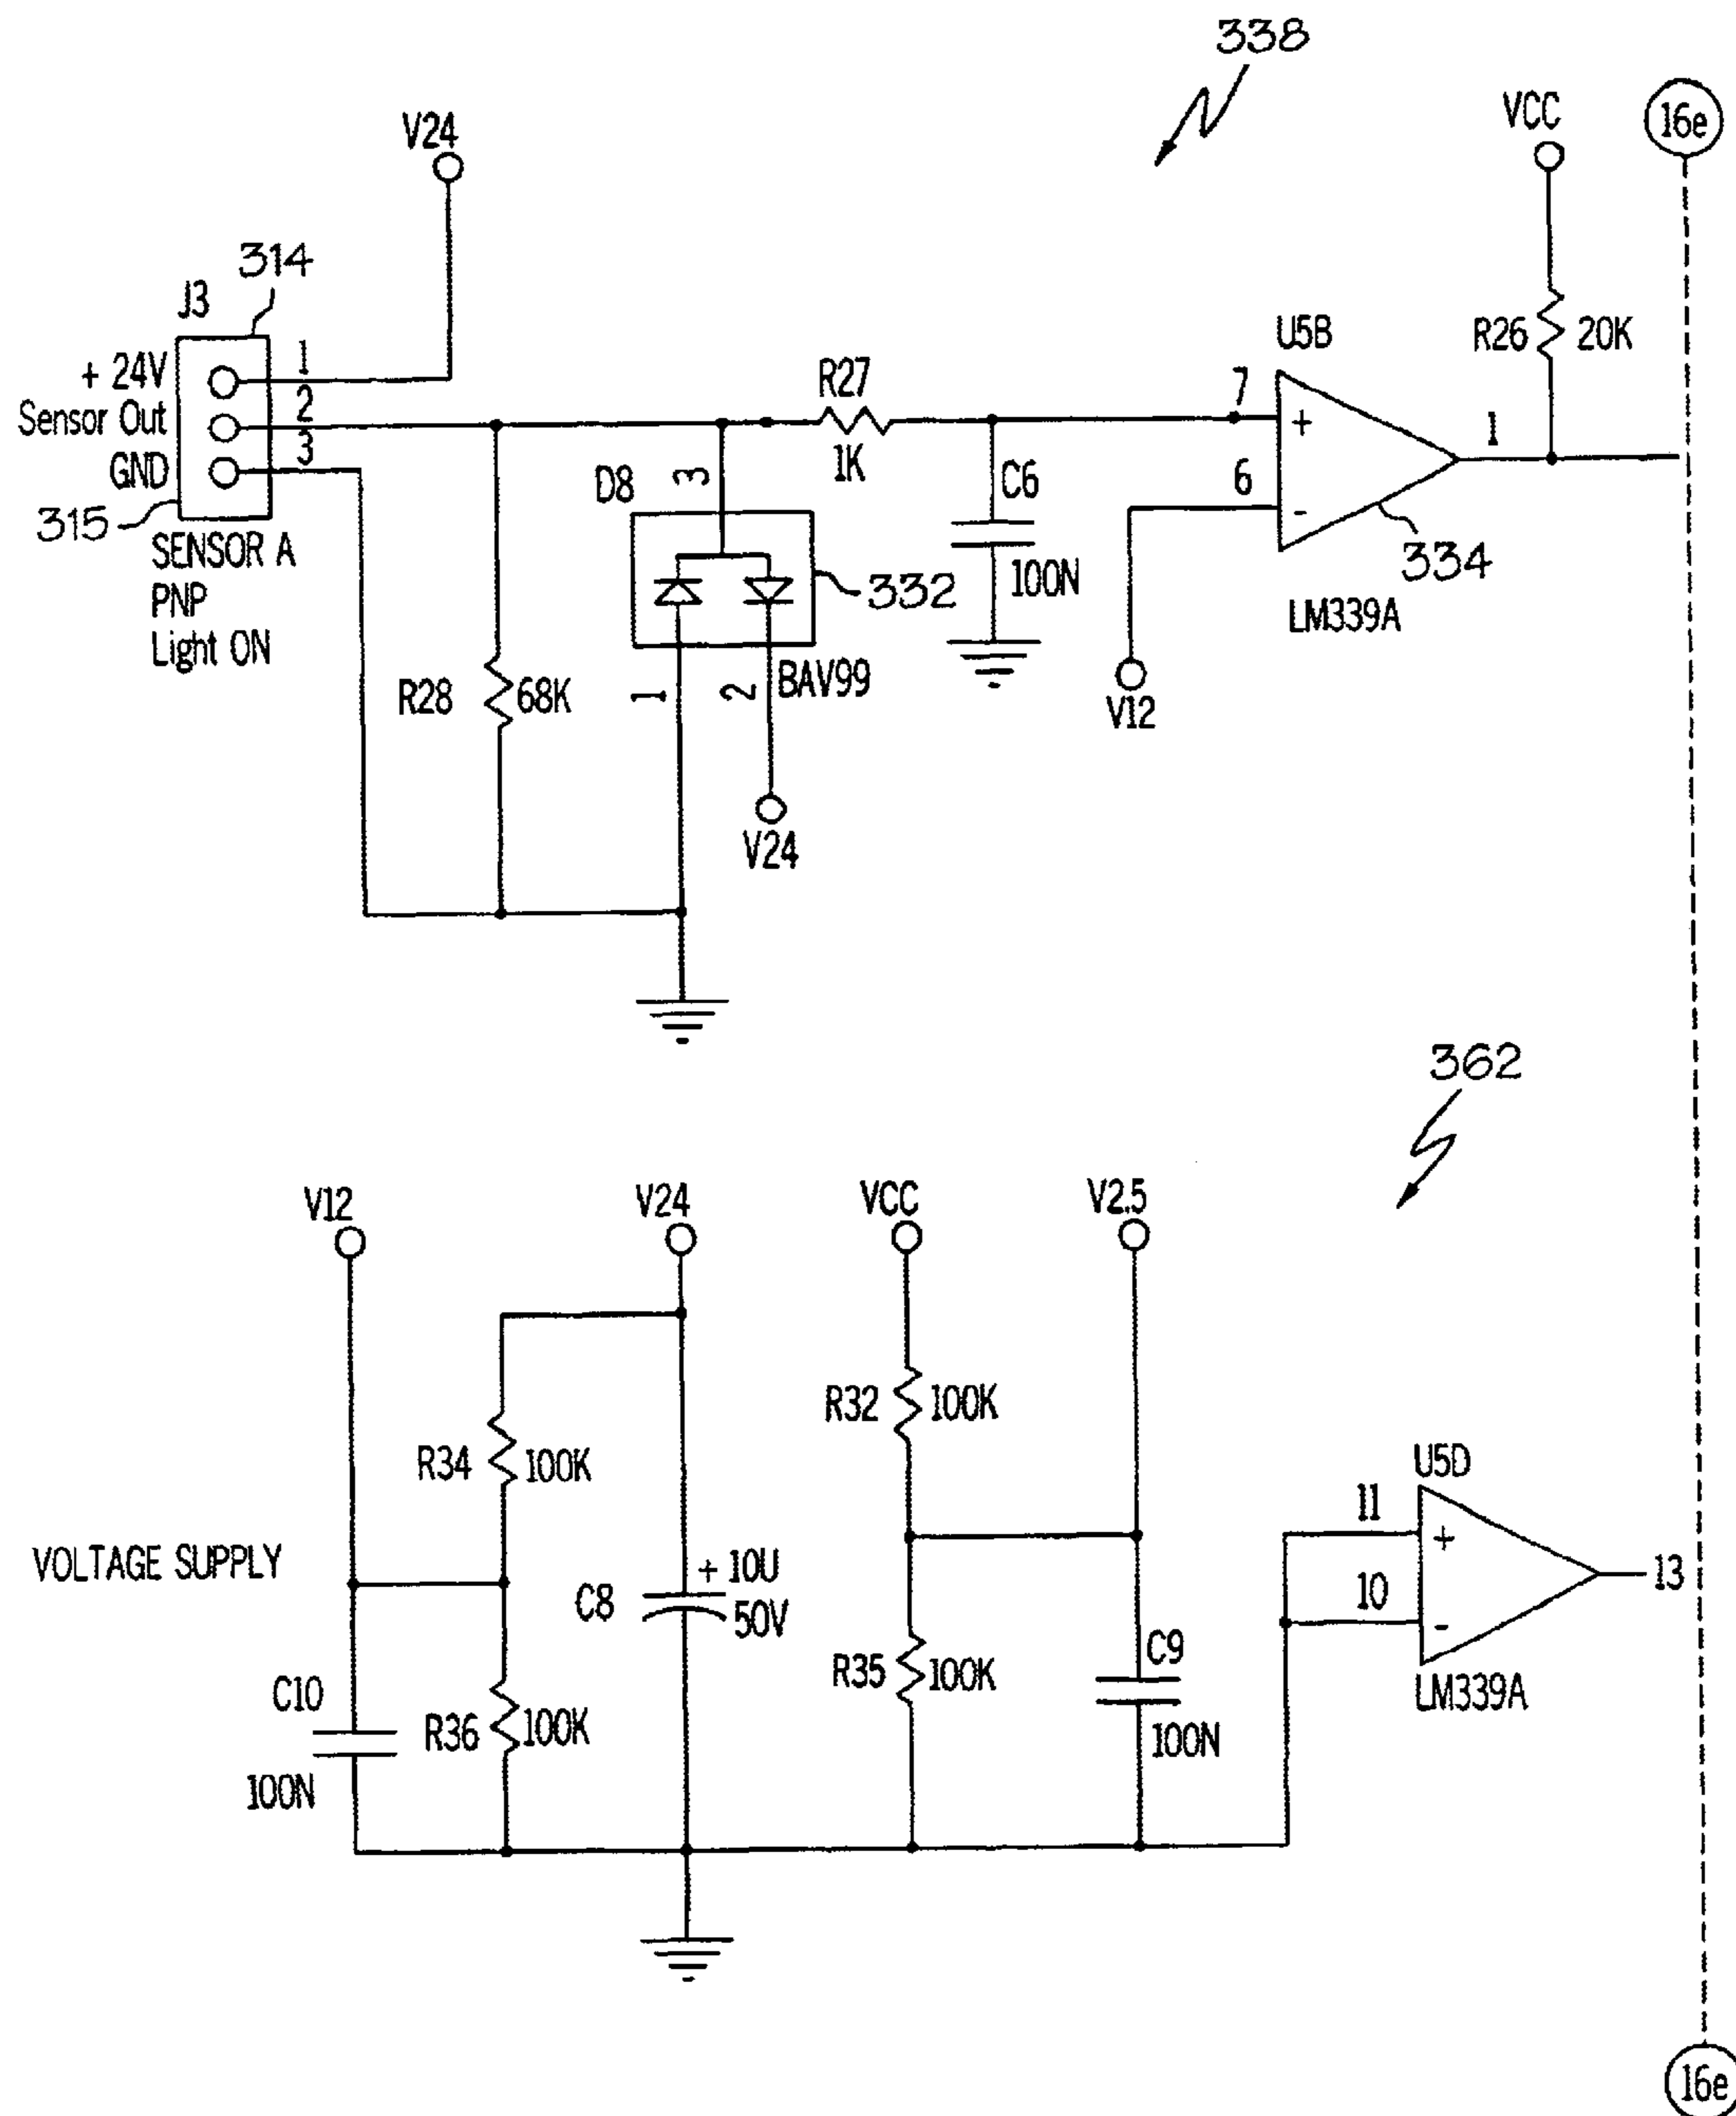 338
V24
VCC
16e
314
J3
+ 24V
1
Sensor Out
2
GND
3
315
SENSOR A
PNP
Light ON
R27
1K
U5B
R26
20K
7
+
1
6
-
D8
3
C6
100N
332
334
LM339A
R28
68K
1
2
BAV99
V12
V24
362
V12
V24
VCC
V2.5
R34
100K
R32
100K
U5D
11
+
VOLTAGE SUPPLY
+ 10U
C8
50V
10
-
13
R35
100K
C9
LM339A
C10
R36
100K
100N
100N
16e